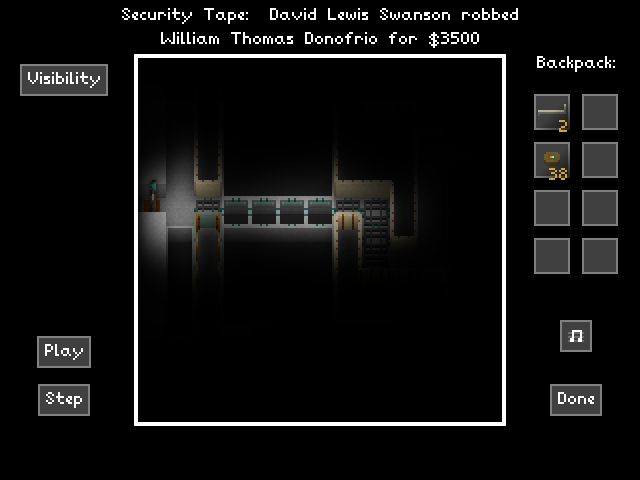 Security Tape: David Lewis Swanson robbed
William Thomas Donofrio for $3500
Visibility
Backpack:
2
38
Play
Step
Done